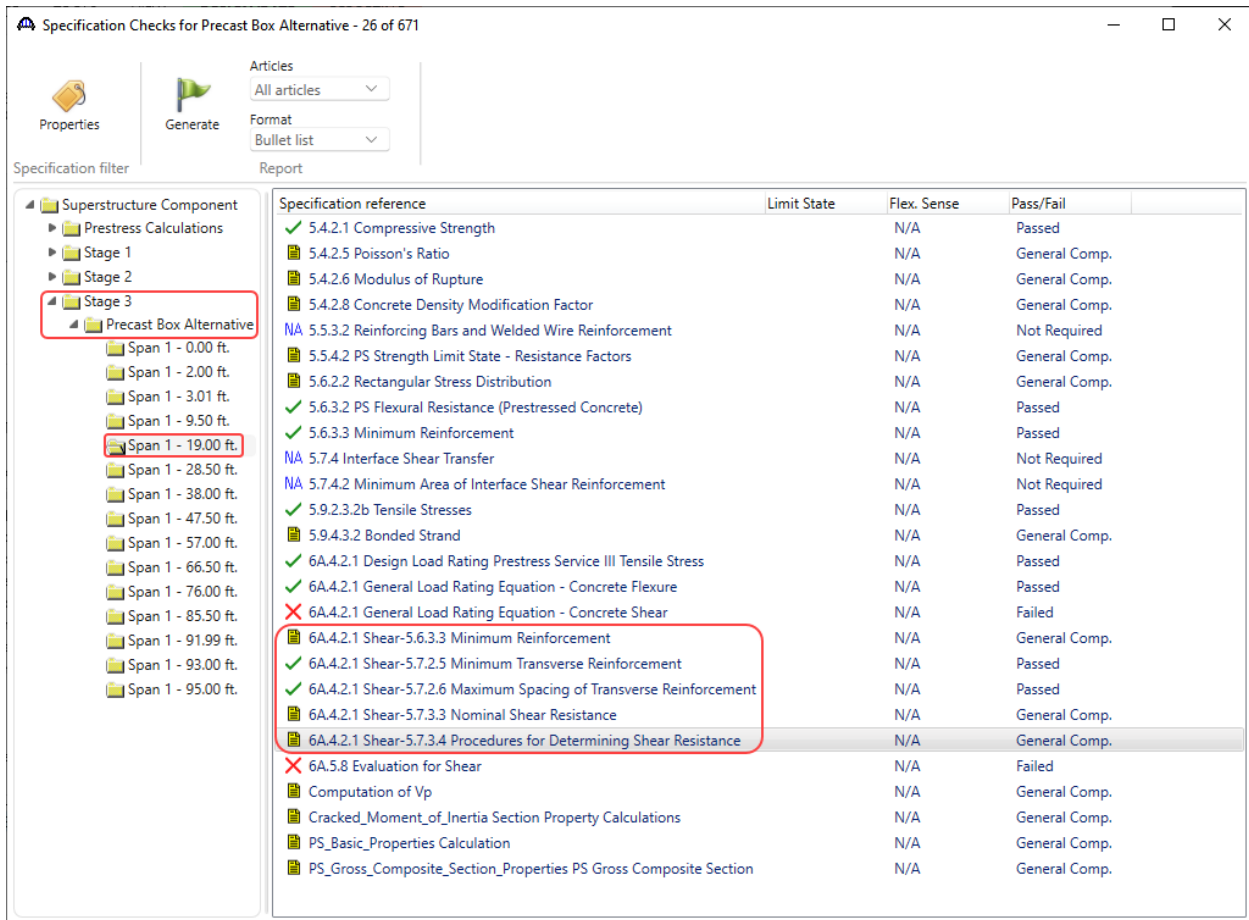 Specification Checks for Precast Box Alternative - 26 of 671
Properties
Specification filter
Generate
Articles
All articles
Format
Bullet list
Report
Superstructure Component
Prestress Calculations
Stage 1
Stage 2
Stage 3
Precast Box Alternative
Span 1 - 0.00 ft.
Span 1 - 2.00 ft.
Span 1 - 3.01 ft.
Span 1 - 9.50 ft.
Span 1 - 19.00 ft.
Span 1 - 28.50 ft.
Span 1 - 38.00 ft.
Span 1 - 47.50 ft.
Span 1 - 57.00 ft.
Span 1 - 66.50 ft.
Span 1 - 76.00 ft.
Span 1 - 85.50 ft.
Span 1 - 91.99 ft.
Span 1 - 93.00 ft.
Span 1 - 95.00 ft.
Specification reference Limit State Flex. Sense Pass/Fail
5.4.2.1 Compressive Strength N/A Passed
5.4.2.5 Poisson's Ratio N/A General Comp.
5.4.2.6 Modulus of Rupture N/A General Comp.
5.4.2.8 Concrete Density Modification Factor N/A General Comp.
NA 5.5.3.2 Reinforcing Bars and Welded Wire Reinforcement N/A Not Required
5.5.4.2 PS Strength Limit State - Resistance Factors N/A General Comp.
5.6.2.2 Rectangular Stress Distribution N/A General Comp.
5.6.3.2 PS Flexural Resistance (Prestressed Concrete) N/A Passed
5.6.3.3 Minimum Reinforcement N/A Passed
NA 5.7.4 Interface Shear Transfer N/A Not Required
NA 5.7.4.2 Minimum Area of Interface Shear Reinforcement N/A Not Required
5.9.2.3.2b Tensile Stresses N/A Passed
5.9.4.3.2 Bonded Strand N/A General Comp.
6A.4.2.1 Design Load Rating Prestress Service III Tensile Stress N/A Passed
6A.4.2.1 General Load Rating Equation - Concrete Flexure N/A Passed
6A.4.2.1 General Load Rating Equation - Concrete Shear N/A Failed
6A.4.2.1 Shear-5.6.3.3 Minimum Reinforcement N/A General Comp.
6A.4.2.1 Shear-5.7.2.5 Minimum Transverse Reinforcement N/A Passed
6A.4.2.1 Shear-5.7.2.6 Maximum Spacing of Transverse Reinforcement N/A Passed
6A.4.2.1 Shear-5.7.3.3 Nominal Shear Resistance N/A General Comp.
6A.4.2.1 Shear-5.7.3.4 Procedures for Determining Shear Resistance N/A General Comp.
6A.5.8 Evaluation for Shear N/A Failed
Computation of Vp N/A General Comp.
Cracked_Moment_of_Inertia Section Property Calculations N/A General Comp.
PS_Basic_Properties Calculation N/A General Comp.
PS_Gross_Composite_Section_Properties PS Gross Composite Section N/A General Comp.